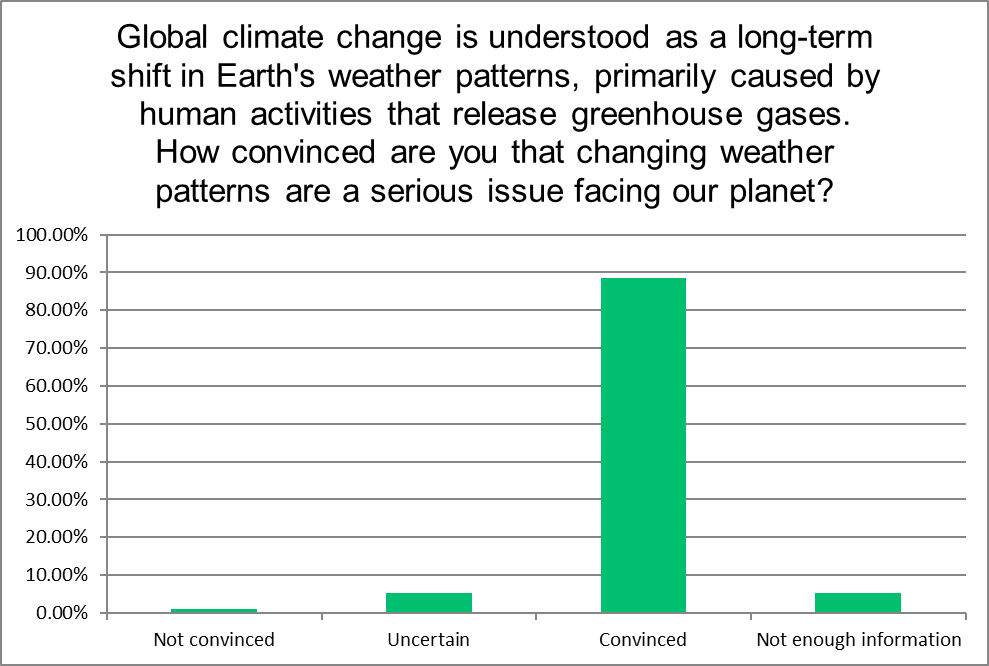 Global climate change is understood as a long-term
shift in Earth's weather patterns, primarily caused by
human activities that release greenhouse gases.
How convinced are you that changing weather
patterns are a serious issue facing our planet?
100.00%
90.00%
80.00%
70.00%
60.00%
50.00%
40.00%
30.00%
20.00%
10.00%
0.00%
Not convinced
Uncertain
Convinced
Not enough information